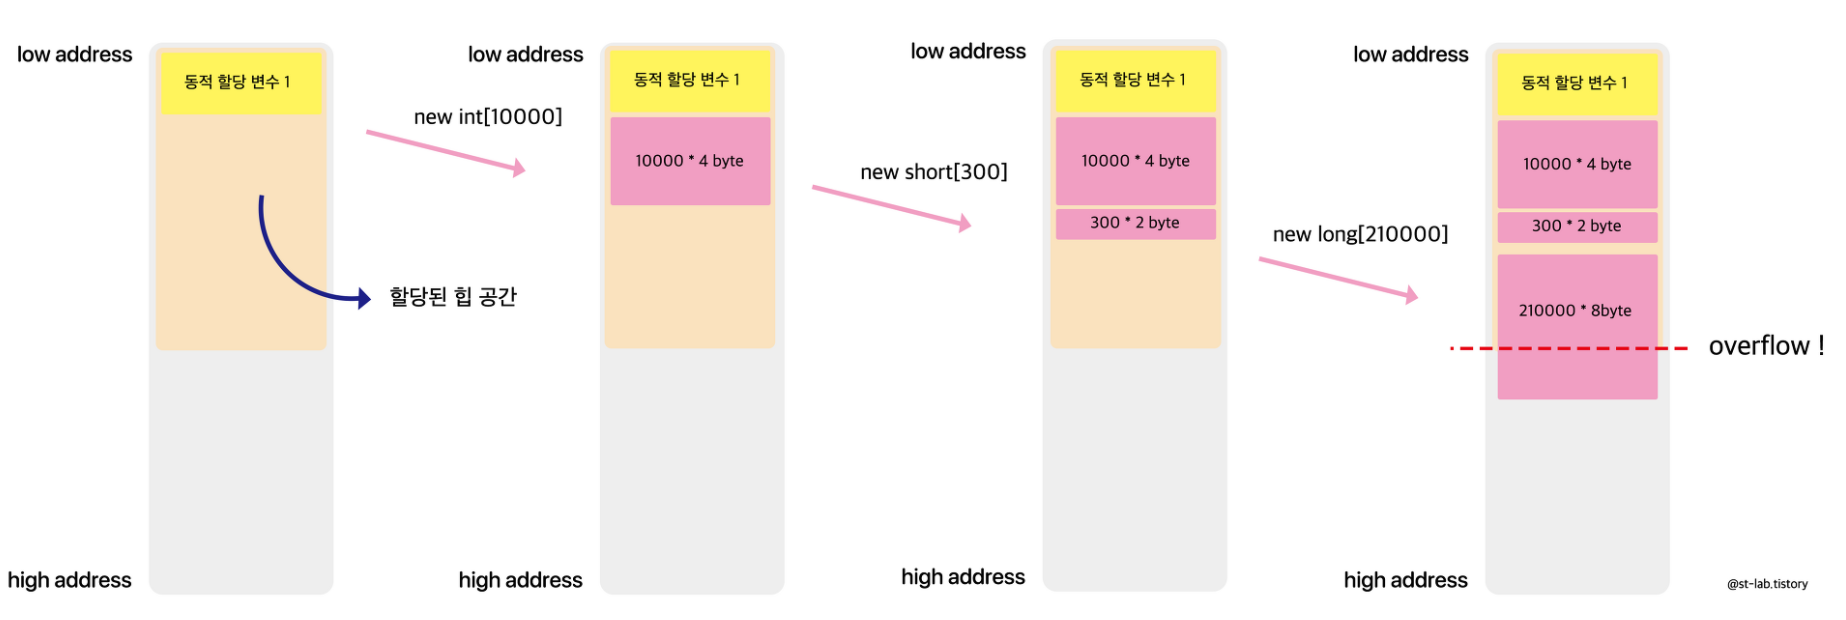 low address
동적 할당 변수 1
할당된 힙 공간
high address
new int[10000]
low address
동적 할당 변수 1
10000 * 4 byte
high address
new short[300]
low address
동적 할당 변수 1
10000 * 4 byte
300 * 2 byte
high address
new long[210000]
low address
동적 할당 변수 1
10000 * 4 byte
300 * 2 byte
210000 * 8byte
overflow !
high address
@st-lab.tistory